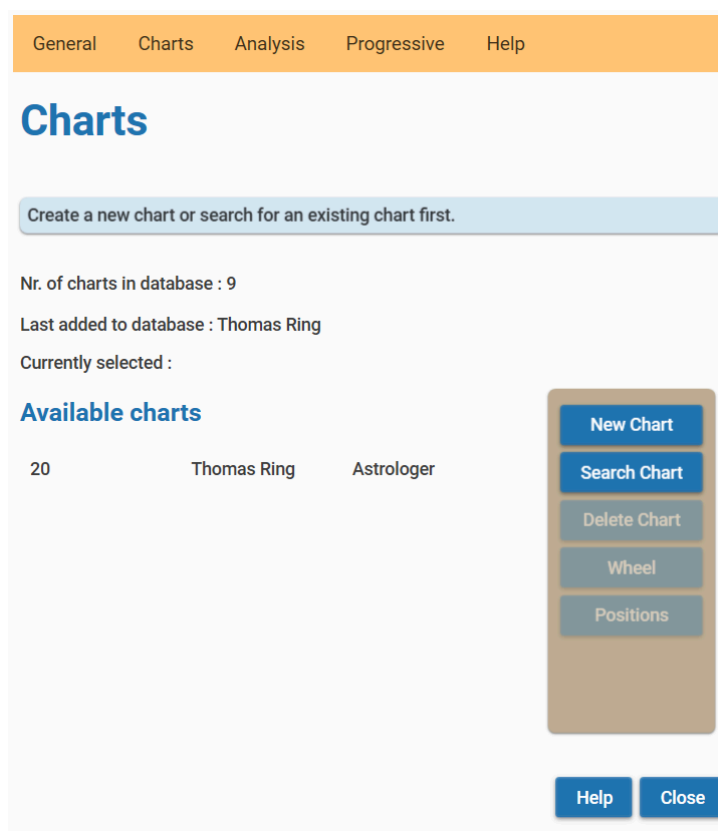 General Charts Analysis Progressive Help
Charts
Create a new chart or search for an existing chart first.
Nr. of charts in database : 9
Last added to database : Thomas Ring
Currently selected :
Available charts
20 Thomas Ring Astrologer
New Chart
Search Chart
Delete Chart
Wheel
Positions
Help Close